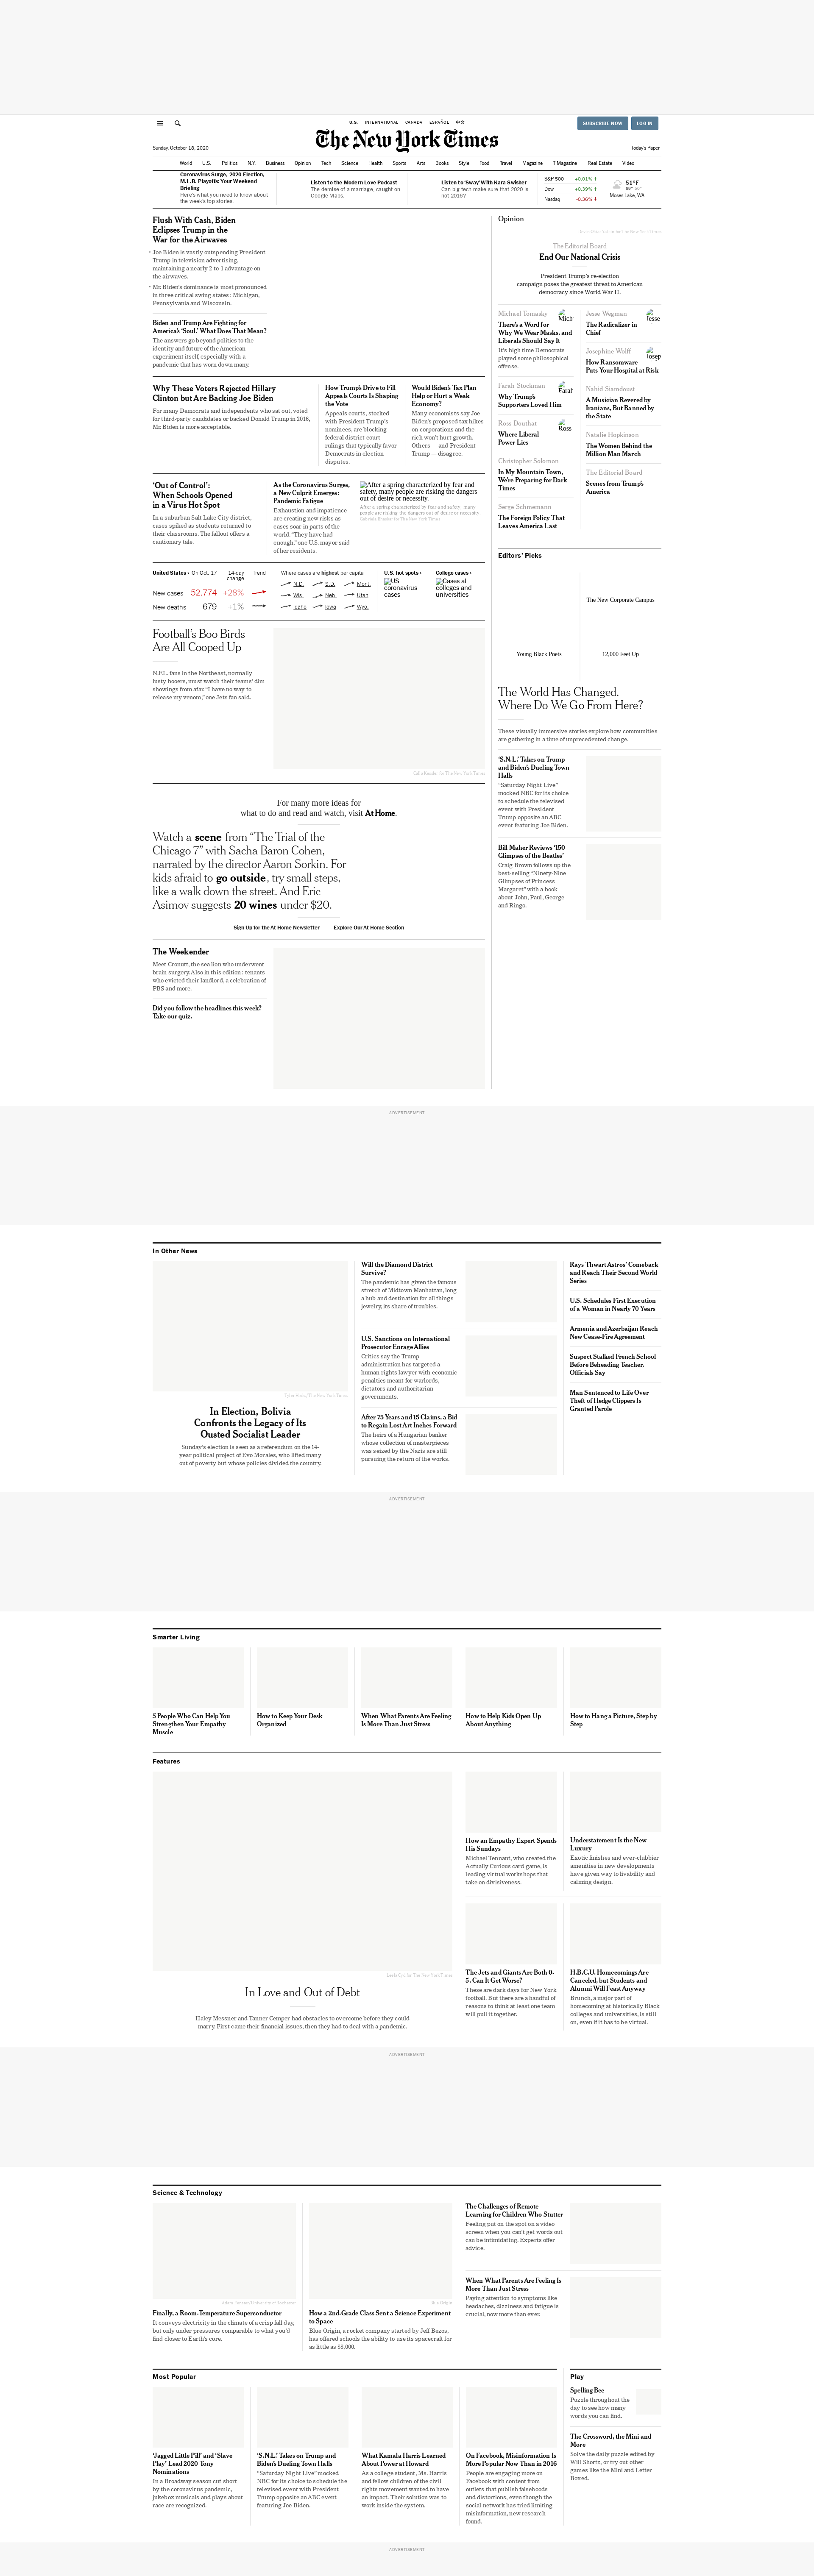 U.S.
INTERNATIONAL
CANADA
ESPAÑOL
中文
SUBSCRIBE NOW
LOG IN
The New York Times
Sunday, October 18, 2020
Today's Paper
World U.S. Politics N.Y. Business Opinion Tech Science Health Sports Arts Books Style Food Travel Magazine T Magazine Real Estate Video
Coronavirus Surge, 2020 Election,
M.L.B. Playoffs: Your Weekend
Briefing
Here's what you need to know about
the week's top stories.
Listen to the Modern Love Podcast
The demise of a marriage, caught on
Google Maps.
Listen to 'Sway' With Kara Swisher
Can big tech make sure that 2020 is
not 2016?
S&P 500 +0.01% ↑
Dow +0.39% ↑
Nasdaq -0.36% ↓
51°F
Moses Lake, WA
Flush With Cash, Biden
Eclipses Trump in the
War for the Airwaves
• Joe Biden is vastly outspending President
Trump in television advertising,
maintaining a nearly 2-to-1 advantage on
the airwaves.
• Mr. Biden's dominance is most pronounced
in three critical swing states: Michigan,
Pennsylvania and Wisconsin.
Biden and Trump Are Fighting for
America's 'Soul.' What Does That Mean?
The answers go beyond politics to the
identity and future of the American
experiment itself, especially with a
pandemic that has worn down many.
Why These Voters Rejected Hillary
Clinton but Are Backing Joe Biden
For many Democrats and independents who sat out, voted
for third-party candidates or backed Donald Trump in 2016,
Mr. Biden is more acceptable.
How Trump's Drive to Fill
Appeals Courts Is Shaping
the Vote
Appeals courts, stocked
with President Trump's
nominees, are blocking
federal district court
rulings that typically favor
Democrats in election
disputes.
Would Biden's Tax Plan
Help or Hurt a Weak
Economy?
Many economists say Joe
Biden's proposed tax hikes
on corporations and the
rich won't hurt growth.
Others — and President
Trump — disagree.
'Out of Control':
When Schools Opened
in a Virus Hot Spot
In a suburban Salt Lake City district,
cases spiked as students returned to
their classrooms. The fallout offers a
cautionary tale.
As the Coronavirus Surges,
a New Culprit Emerges:
Pandemic Fatigue
Exhaustion and impatience
are creating new risks as
cases soar in parts of the
world. "They have had
enough," one U.S. mayor said
of her residents.
After a spring characterized by fear and
safety, many people are risking the dangers
out of desire or necessity.
After a spring characterized by fear and safety, many
people are risking the dangers out of desire or necessity.
United States › On Oct. 17 14-day
change Trend
New cases 52,774 +28%
New deaths 679 +1%
Where cases are highest per capita
N.D. S.D. Mont.
Wis. Neb. Utah
Idaho Iowa Wyo.
U.S. hot spots ›
US
coronavirus
cases
College cases ›
Cases at
colleges and
universities
Football's Boo Birds
Are All Cooped Up
N.F.L. fans in the Northeast, normally
lusty booers, must watch their teams' dim
showings from afar. "I have no way to
release my venom," one Jets fan said.
For many more ideas for
what to do and read and watch, visit At Home.
Watch a scene from "The Trial of the
Chicago 7" with Sacha Baron Cohen,
narrated by the director Aaron Sorkin. For
kids afraid to go outside, try small steps,
like a walk down the street. And Eric
Asimov suggests 20 wines under $20.
Sign Up for the At Home Newsletter
Explore Our At Home Section
The Weekender
Meet Cronutt, the sea lion who underwent
brain surgery. Also in this edition: tenants
who evicted their landlord, a celebration of
PBS and more.
Did you follow the headlines this week?
Take our quiz.
Opinion
The Editorial Board
End Our National Crisis
President Trump's re-election
campaign poses the greatest threat to American
democracy since World War II.
Michael Tomasky
Mich
There's a Word for
Why We Wear Masks, and
Liberals Should Say It
It's high time Democrats
played some philosophical
offense.
Farah Stockman
Farah
Why Trump's
Supporters Loved Him
Ross Douthat
Ross
Where Liberal
Power Lies
Christopher Solomon
In My Mountain Town,
We're Preparing for Dark
Times
Serge Schmemann
The Foreign Policy That
Leaves America Last
Jesse Wegman
Jesse
The Radicalizer in
Chief
Josephine Wolff
Josep
How Ransomware
Puts Your Hospital at Risk
Nahid Siamdoust
A Musician Revered by
Iranians, But Banned by
the State
Natalie Hopkinson
The Women Behind the
Million Man March
The Editorial Board
Scenes from Trump's
America
Editors' Picks
The New Corporate Campus
Young Black Poets
12,000 Feet Up
The World Has Changed.
Where Do We Go From Here?
These visually immersive stories explore how communities
are gathering in a time of unprecedented change.
'S.N.L.' Takes on Trump
and Biden's Dueling Town
Halls
"Saturday Night Live"
mocked NBC for its choice
to schedule the televised
event with President
Trump opposite an ABC
event featuring Joe Biden.
Bill Maher Reviews '150
Glimpses of the Beatles'
Craig Brown follows up the
best-selling "Ninety-Nine
Glimpses of Princess
Margaret" with a book
about John, Paul, George
and Ringo.
ADVERTISEMENT
In Other News
In Election, Bolivia
Confronts the Legacy of Its
Ousted Socialist Leader
Sunday's election is seen as a referendum on the 14-
year political project of Evo Morales, who lifted many
out of poverty but whose policies divided the country.
Will the Diamond District
Survive?
The pandemic has given the famous
stretch of Midtown Manhattan, long
a hub and destination for all things
jewelry, its share of troubles.
U.S. Sanctions on International
Prosecutor Enrage Allies
Critics say the Trump
administration has targeted a
human rights lawyer with economic
penalties meant for warlords,
dictators and authoritarian
governments.
After 75 Years and 15 Claims, a Bid
to Regain Lost Art Inches Forward
The heirs of a Hungarian banker
whose collection of masterpieces
was seized by the Nazis are still
pursuing the return of the works.
Rays Thwart Astros' Comeback
and Reach Their Second World
Series
U.S. Schedules First Execution
of a Woman in Nearly 70 Years
Armenia and Azerbaijan Reach
New Cease-Fire Agreement
Suspect Stalked French School
Before Beheading Teacher,
Officials Say
Man Sentenced to Life Over
Theft of Hedge Clippers Is
Granted Parole
ADVERTISEMENT
Smarter Living
5 People Who Can Help You
Strengthen Your Empathy
Muscle
How to Keep Your Desk
Organized
When What Parents Are Feeling
Is More Than Just Stress
How to Help Kids Open Up
About Anything
How to Hang a Picture, Step by
Step
Features
In Love and Out of Debt
Haley Messner and Tanner Cemper had obstacles to overcome before they could
marry. First came their financial issues, then they had to deal with a pandemic.
How an Empathy Expert Spends
His Sundays
Michael Tennant, who created the
Actually Curious card game, is
leading virtual workshops that
take on divisiveness.
Understatement Is the New
Luxury
Exotic finishes and ever-clubbier
amenities in new developments
have given way to livability and
calming design.
The Jets and Giants Are Both 0-
5. Can It Get Worse?
These are dark days for New York
football. But there are a handful of
reasons to think at least one team
will pull it together.
H.B.C.U. Homecomings Are
Canceled, but Students and
Alumni Will Feast Anyway
Brunch, a major part of
homecoming at historically Black
colleges and universities, is still
on, even if it has to be virtual.
ADVERTISEMENT
Science & Technology
Finally, a Room-Temperature Superconductor
It conveys electricity in the climate of a crisp fall day,
but only under pressures comparable to what you'd
find closer to Earth's core.
Blue Origin
How a 2nd-Grade Class Sent a Science Experiment
to Space
Blue Origin, a rocket company started by Jeff Bezos,
has offered schools the ability to use its spacecraft for
as little as $8,000.
The Challenges of Remote
Learning for Children Who Stutter
Feeling put on the spot on a video
screen when you can't get words out
can be intimidating. Experts offer
advice.
When What Parents Are Feeling Is
More Than Just Stress
Paying attention to symptoms like
headaches, dizziness and fatigue is
crucial, now more than ever.
Most Popular
'Jagged Little Pill' and 'Slave
Play' Lead 2020 Tony
Nominations
In a Broadway season cut short
by the coronavirus pandemic,
jukebox musicals and plays about
race are recognized.
'S.N.L.' Takes on Trump and
Biden's Dueling Town Halls
"Saturday Night Live" mocked
NBC for its choice to schedule the
televised event with President
Trump opposite an ABC event
featuring Joe Biden.
What Kamala Harris Learned
About Power at Howard
As a college student, Ms. Harris
and fellow children of the civil
rights movement wanted to have
an impact. Their solution was to
work inside the system.
On Facebook, Misinformation Is
More Popular Now Than in 2016
People are engaging more on
Facebook with content from
outlets that publish falsehoods
and distortions, even though the
social network has tried limiting
misinformation, new research
found.
Play
Spelling Bee
Puzzle throughout the
day to see how many
words you can find.
The Crossword, the Mini and
More
Solve the daily puzzle edited by
Will Shortz, or try out other
games like the Mini and Letter
Boxed.
ADVERTISEMENT